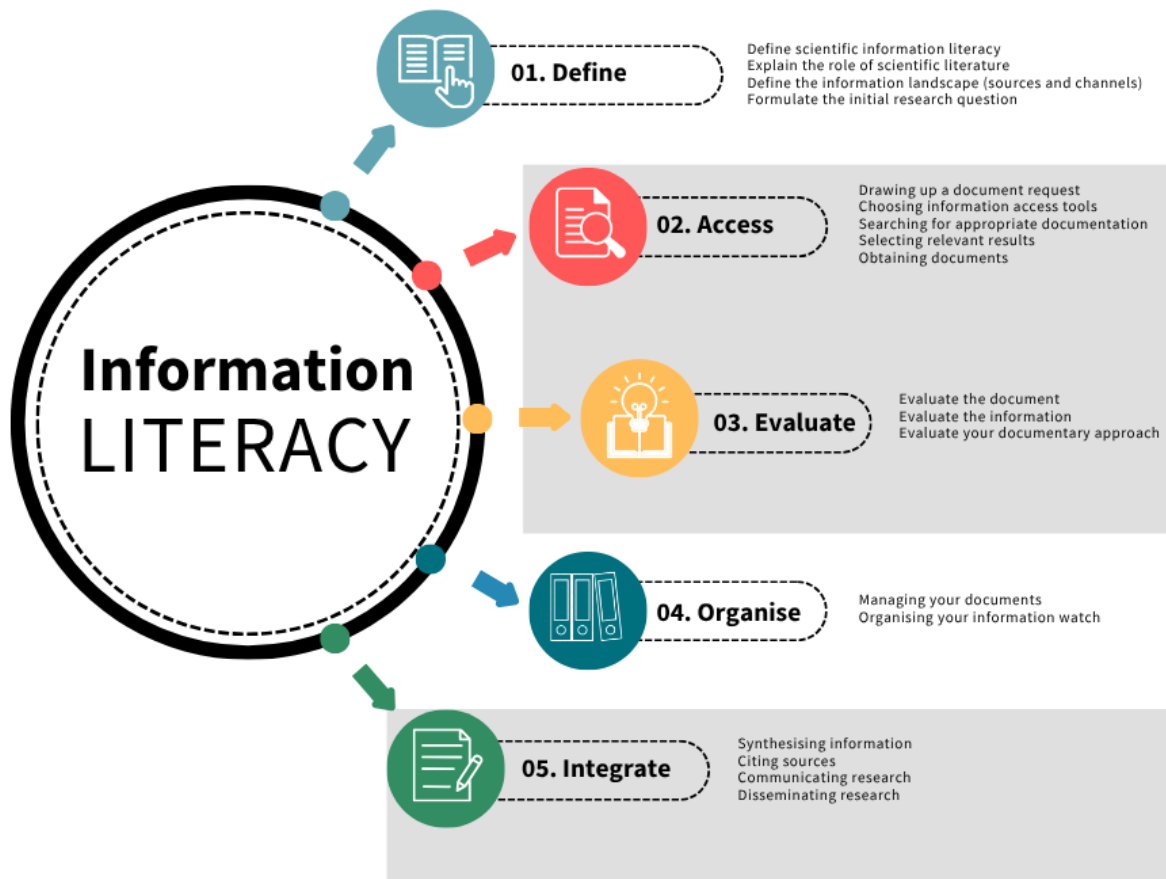 Information
LITERACY
01. Define
Define scientific information literacy
Explain the role of scientific literature
Define the information landscape (sources and channels)
Formulate the initial research question
02. Access
Drawing up a document request
Choosing information access tools
Searching for appropriate documentation
Selecting relevant results
Obtaining documents
03. Evaluate
Evaluate the document
Evaluate the information
Evaluate your documentary approach
04. Organise
Managing your documents
Organising your information watch
05. Integrate
Synthesising information
Citing sources
Communicating research
Disseminating research